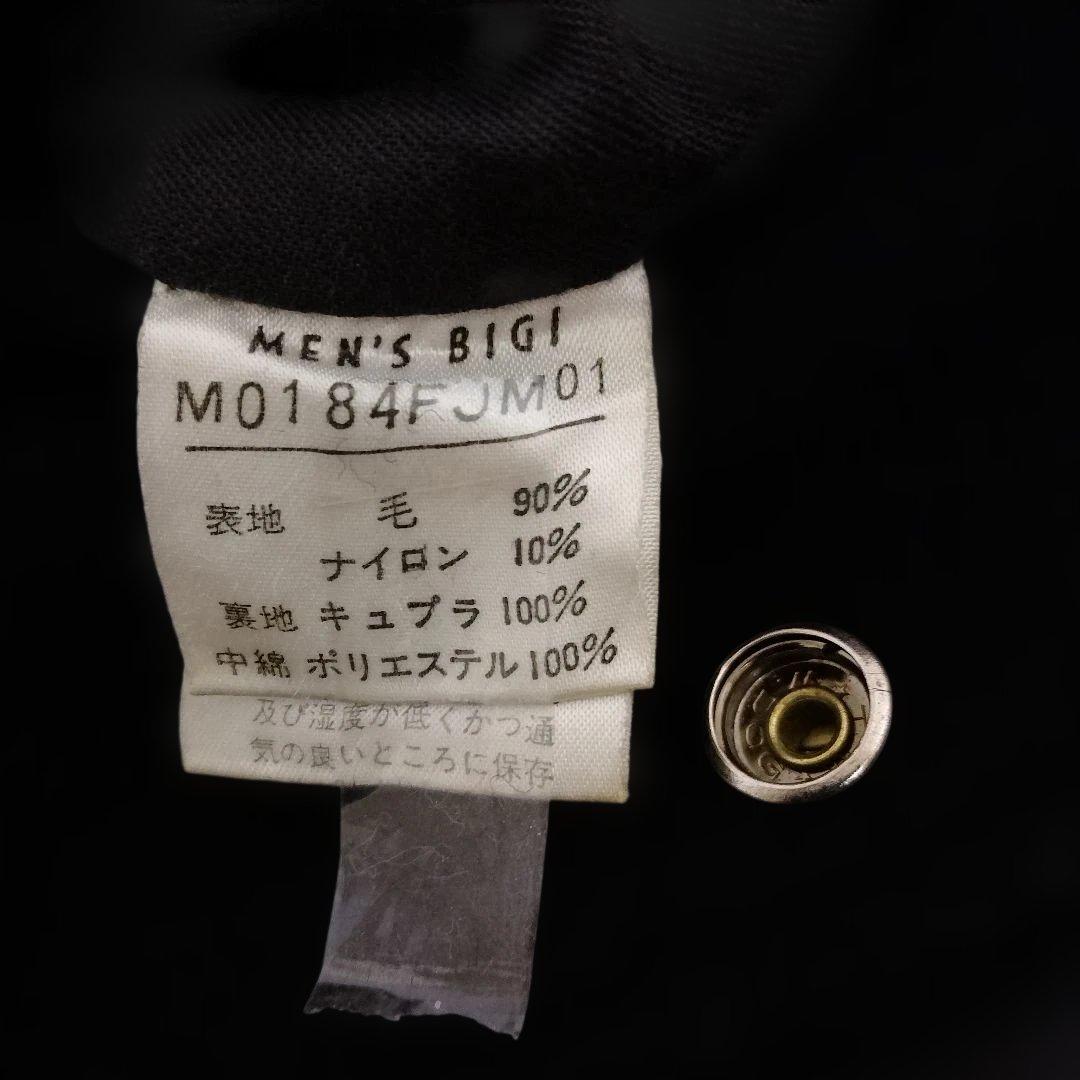 MEN'S BIGI
M0184FJM01
表地 毛 90%
ナイロン 10%
裏地 キュプラ 100%
中綿 ポリエステル 100%
及び湿度が低くかつ通
気の良いところに保存